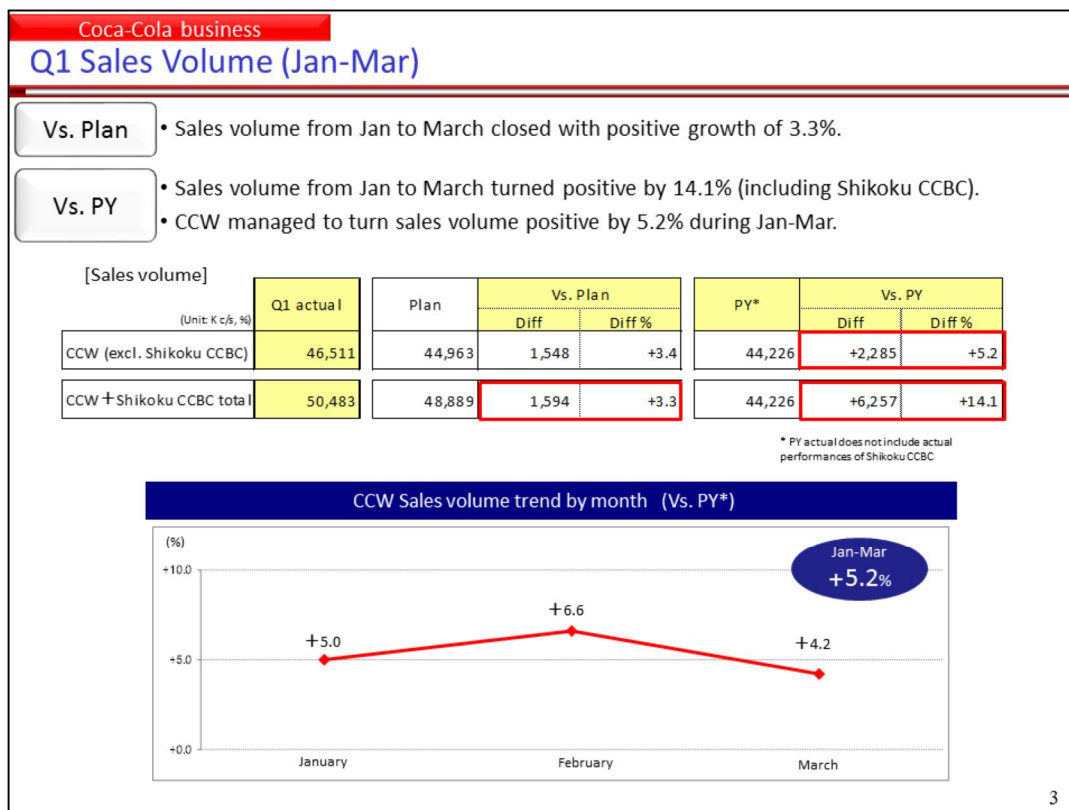 Coca-Cola business
Q1 Sales Volume (Jan-Mar)
Vs. Plan
• Sales volume from Jan to March closed with positive growth of 3.3%.
Vs. PY
• Sales volume from Jan to March turned positive by 14.1% (including Shikoku CCBC).
• CCW managed to turn sales volume positive by 5.2% during Jan-Mar.
[Sales volume]
(Unit: K c/s, %) Q1 actual Plan Vs. Plan PY* Vs. PY
Diff Diff% Diff Diff%
CCW (excl. Shikoku CCBC) 46,511 44,963 1,548 +3.4 44,226 +2,285 +5.2
CCW+Shikoku CCBC total 50,483 48,889 1,594 +3.3 44,226 +6,257 +14.1
* PY actual does not include actual
performances of Shikoku CCBC
CCW Sales volume trend by month (Vs. PY*)
(%)
Jan-Mar
+5.2%
+10.0
+6.6
+5.0
+4.2
+5.0
+0.0
January February March
3